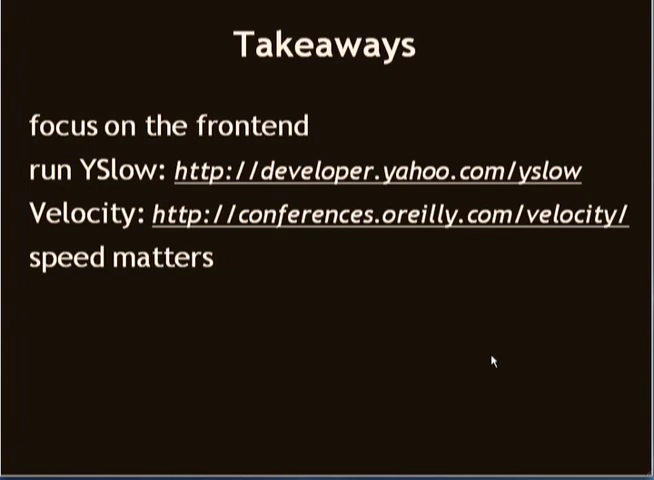 Takeaways
focus on the frontend
run YSlow: http://developer.yahoo.com/yslow
Velocity: http://conferences.oreilly.com/velocity/
speed matters